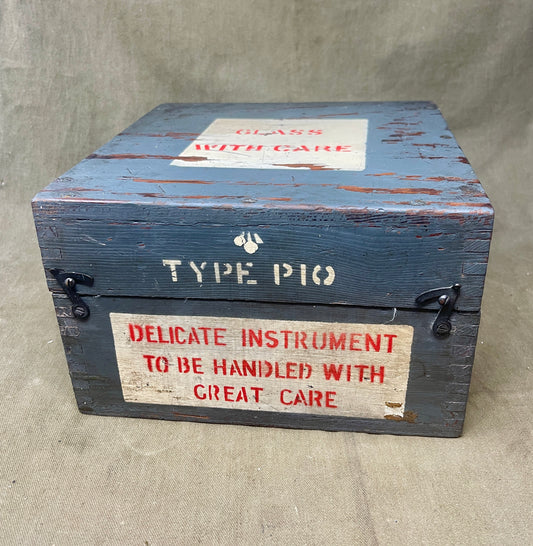 GLASS
WITH CARE
TYPE P10
DELICATE INSTRUMENT
TO BE HANDLED WITH
GREAT CARE